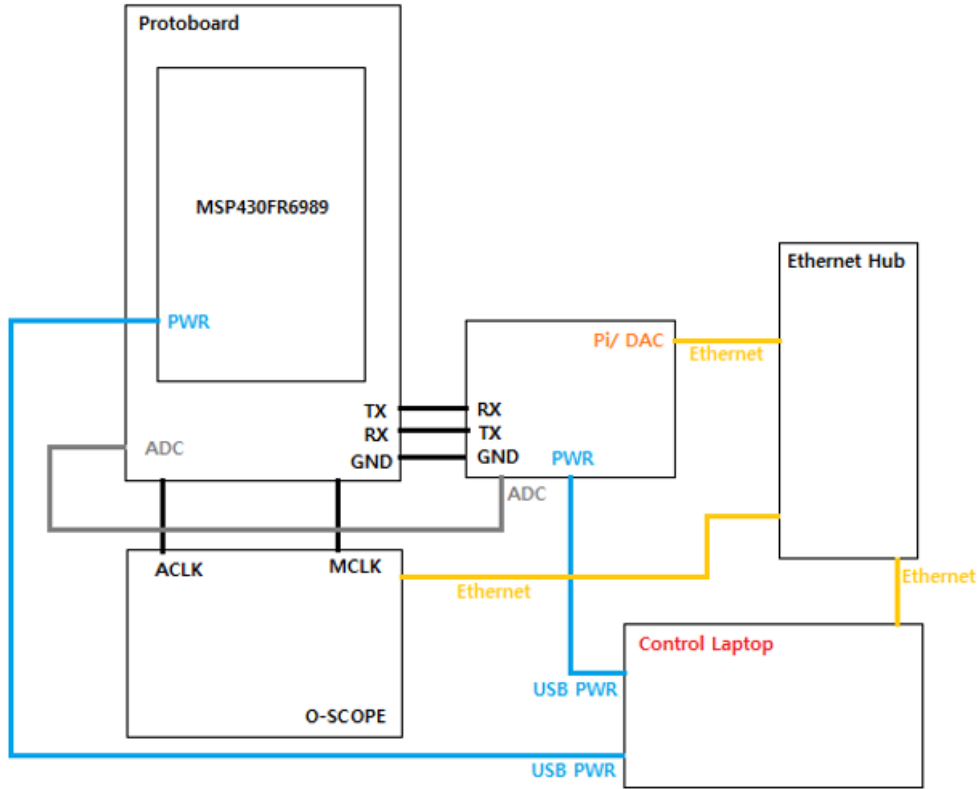 Protoboard
MSP430FR6989
PWR
Ethernet Hub
Pi/ DAC
Ethernet
TX
RX
RX
TX
GND
GND
PWR
ADC
ADC
ACLK
MCLK
Ethernet
Ethernet
Control Laptop
USB PWR
O-SCOPE
USB PWR